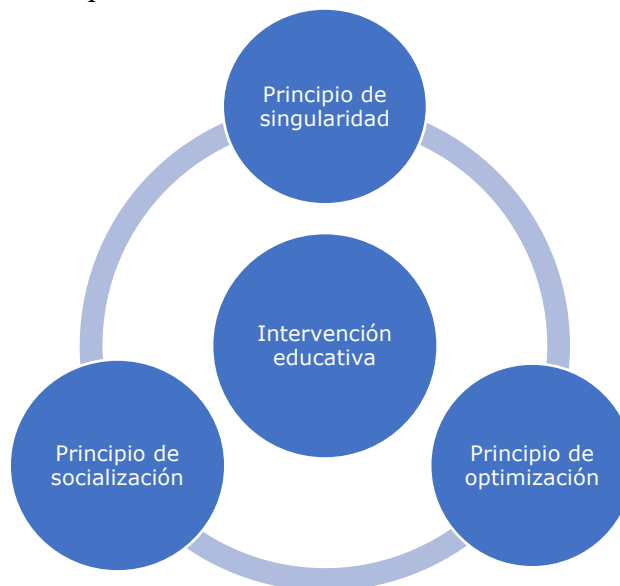 Principio de
singularidad
Intervención
educativa
Principio de
socialización
Principio de
optimización